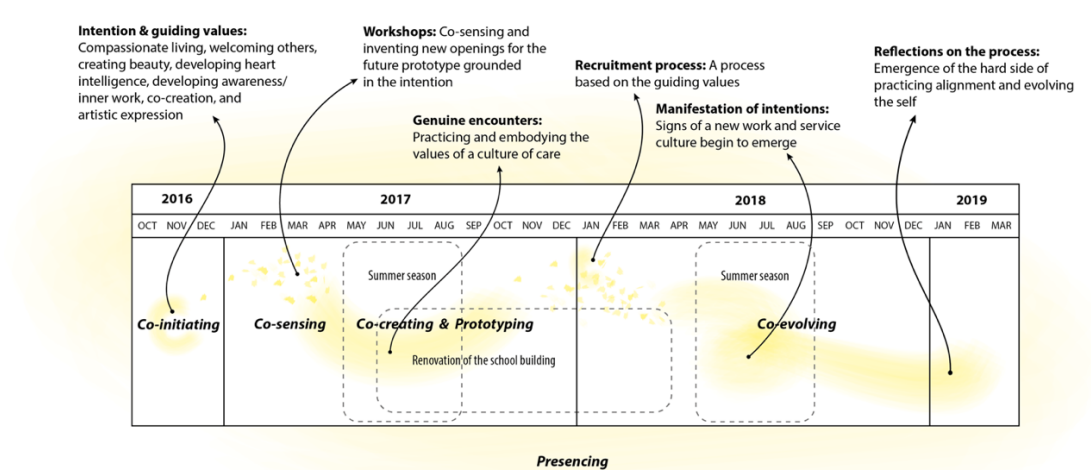 Intention & guiding values:
Compassionate living, welcoming others,
creating beauty, developing heart
intelligence, developing awareness/
inner work, co-creation, and
artistic expression
Workshops: Co-sensing and
inventing new openings for the
future prototype grounded
in the intention
Genuine encounters:
Practicing and embodying the
values of a culture of care
Recruitment process: A process
based on the guiding values
Manifestation of intentions:
Signs of a new work and service
culture begin to emerge
Reflections on the process:
Emergence of the hard side of
practicing alignment and evolving
the self
2016 2017 2018 2019
OCT NOV DEC JAN FEB MAR APR MAY JUN JUL AUG SEP OCT NOV DEC JAN FEB MAR APR MAY JUN JUL AUG SEP OCT NOV DEC JAN FEB MAR
Summer season Summer season
Co-initiating Co-sensing Co-creating & Prototyping Co-evolving
Renovation of the school building
Presencing